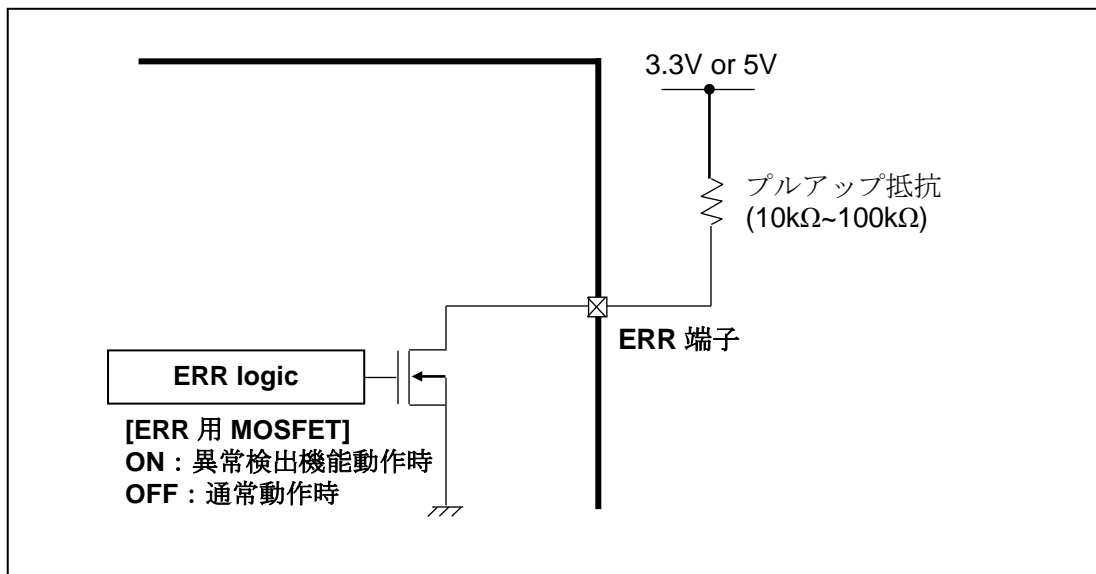 3.3V or 5V
プルアップ抵抗
(10kΩ~100kΩ)
ERR 端子
ERR logic
[ERR 用 MOSFET]
ON：異常検出機能動作時
OFF：通常動作時